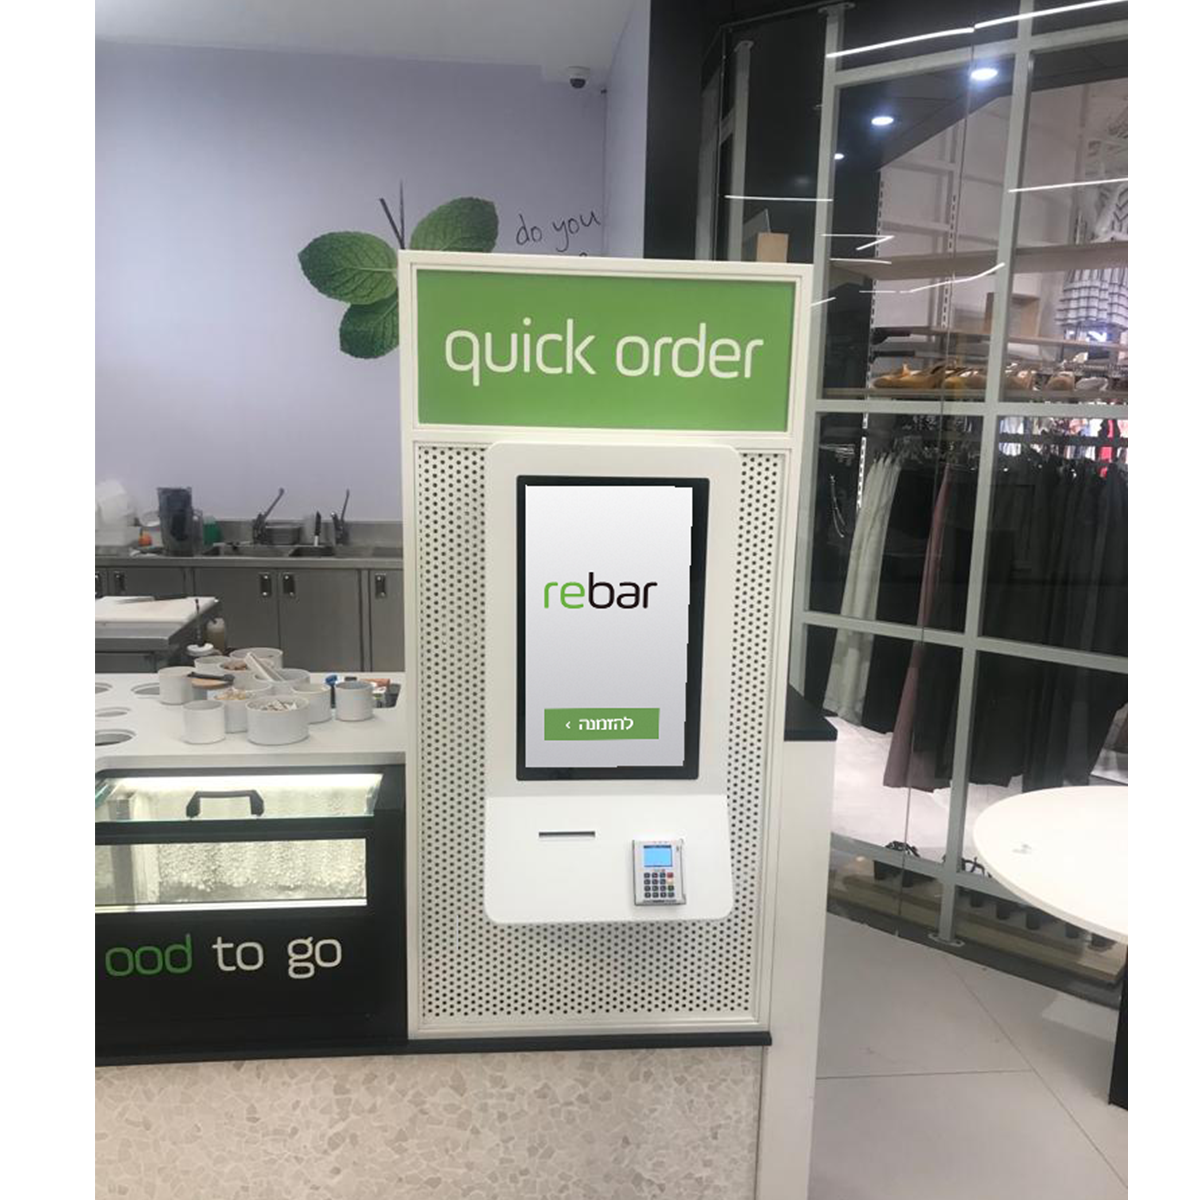 do you
quick order
rebar
להזמנה >
ood to go